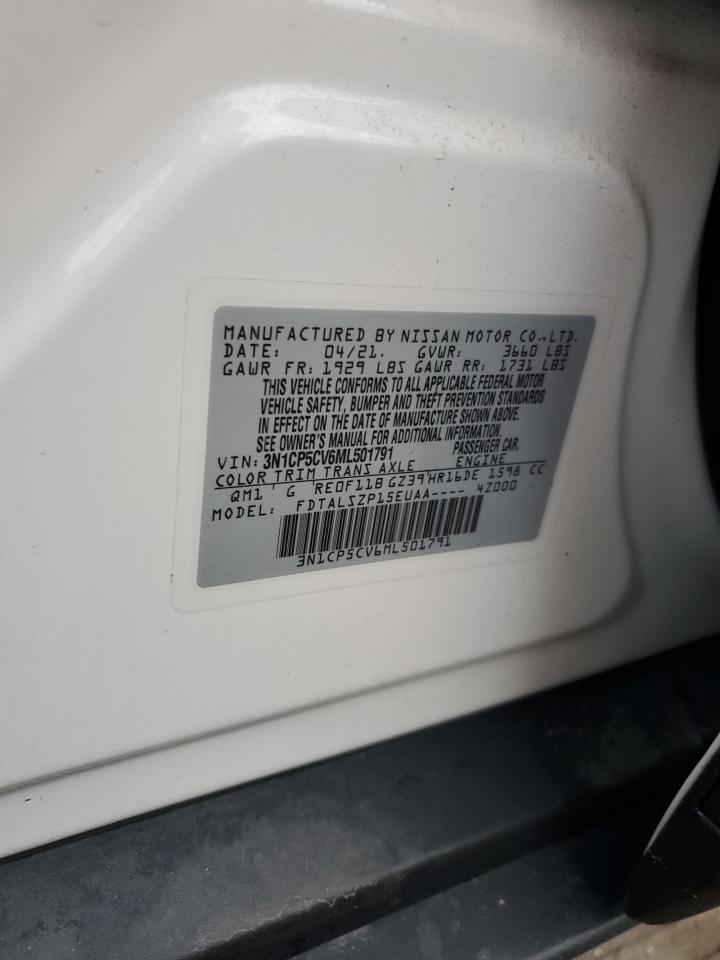 MANUFACTURED BY NISSAN MOTOR CO.,LTD.
DATE: 04/21. GVWR: 3660 LBS
GAWR FR: 1929 LBS GAWR RR: 1731 LBS
THIS VEHICLE CONFORMS TO ALL APPLICABLE FEDERAL MOTOR
VEHICLE SAFETY, BUMPER AND THEFT PREVENTION STANDARDS
IN EFFECT ON THE DATE OF MANUFACTURE SHOWN ABOVE.
SEE OWNER'S MANUAL FOR ADDITIONAL INFORMATION.
VIN: 3N1CP5CV6ML501791 PASSENGER CAR.
COLOR TRIM TRANS AXLE ENGINE
QM1 G RE0F11B GZ39 HR16DE 1598 CC
MODEL: FDTALSZP15EUAA---- 42000
3N1CP5CV6ML501791